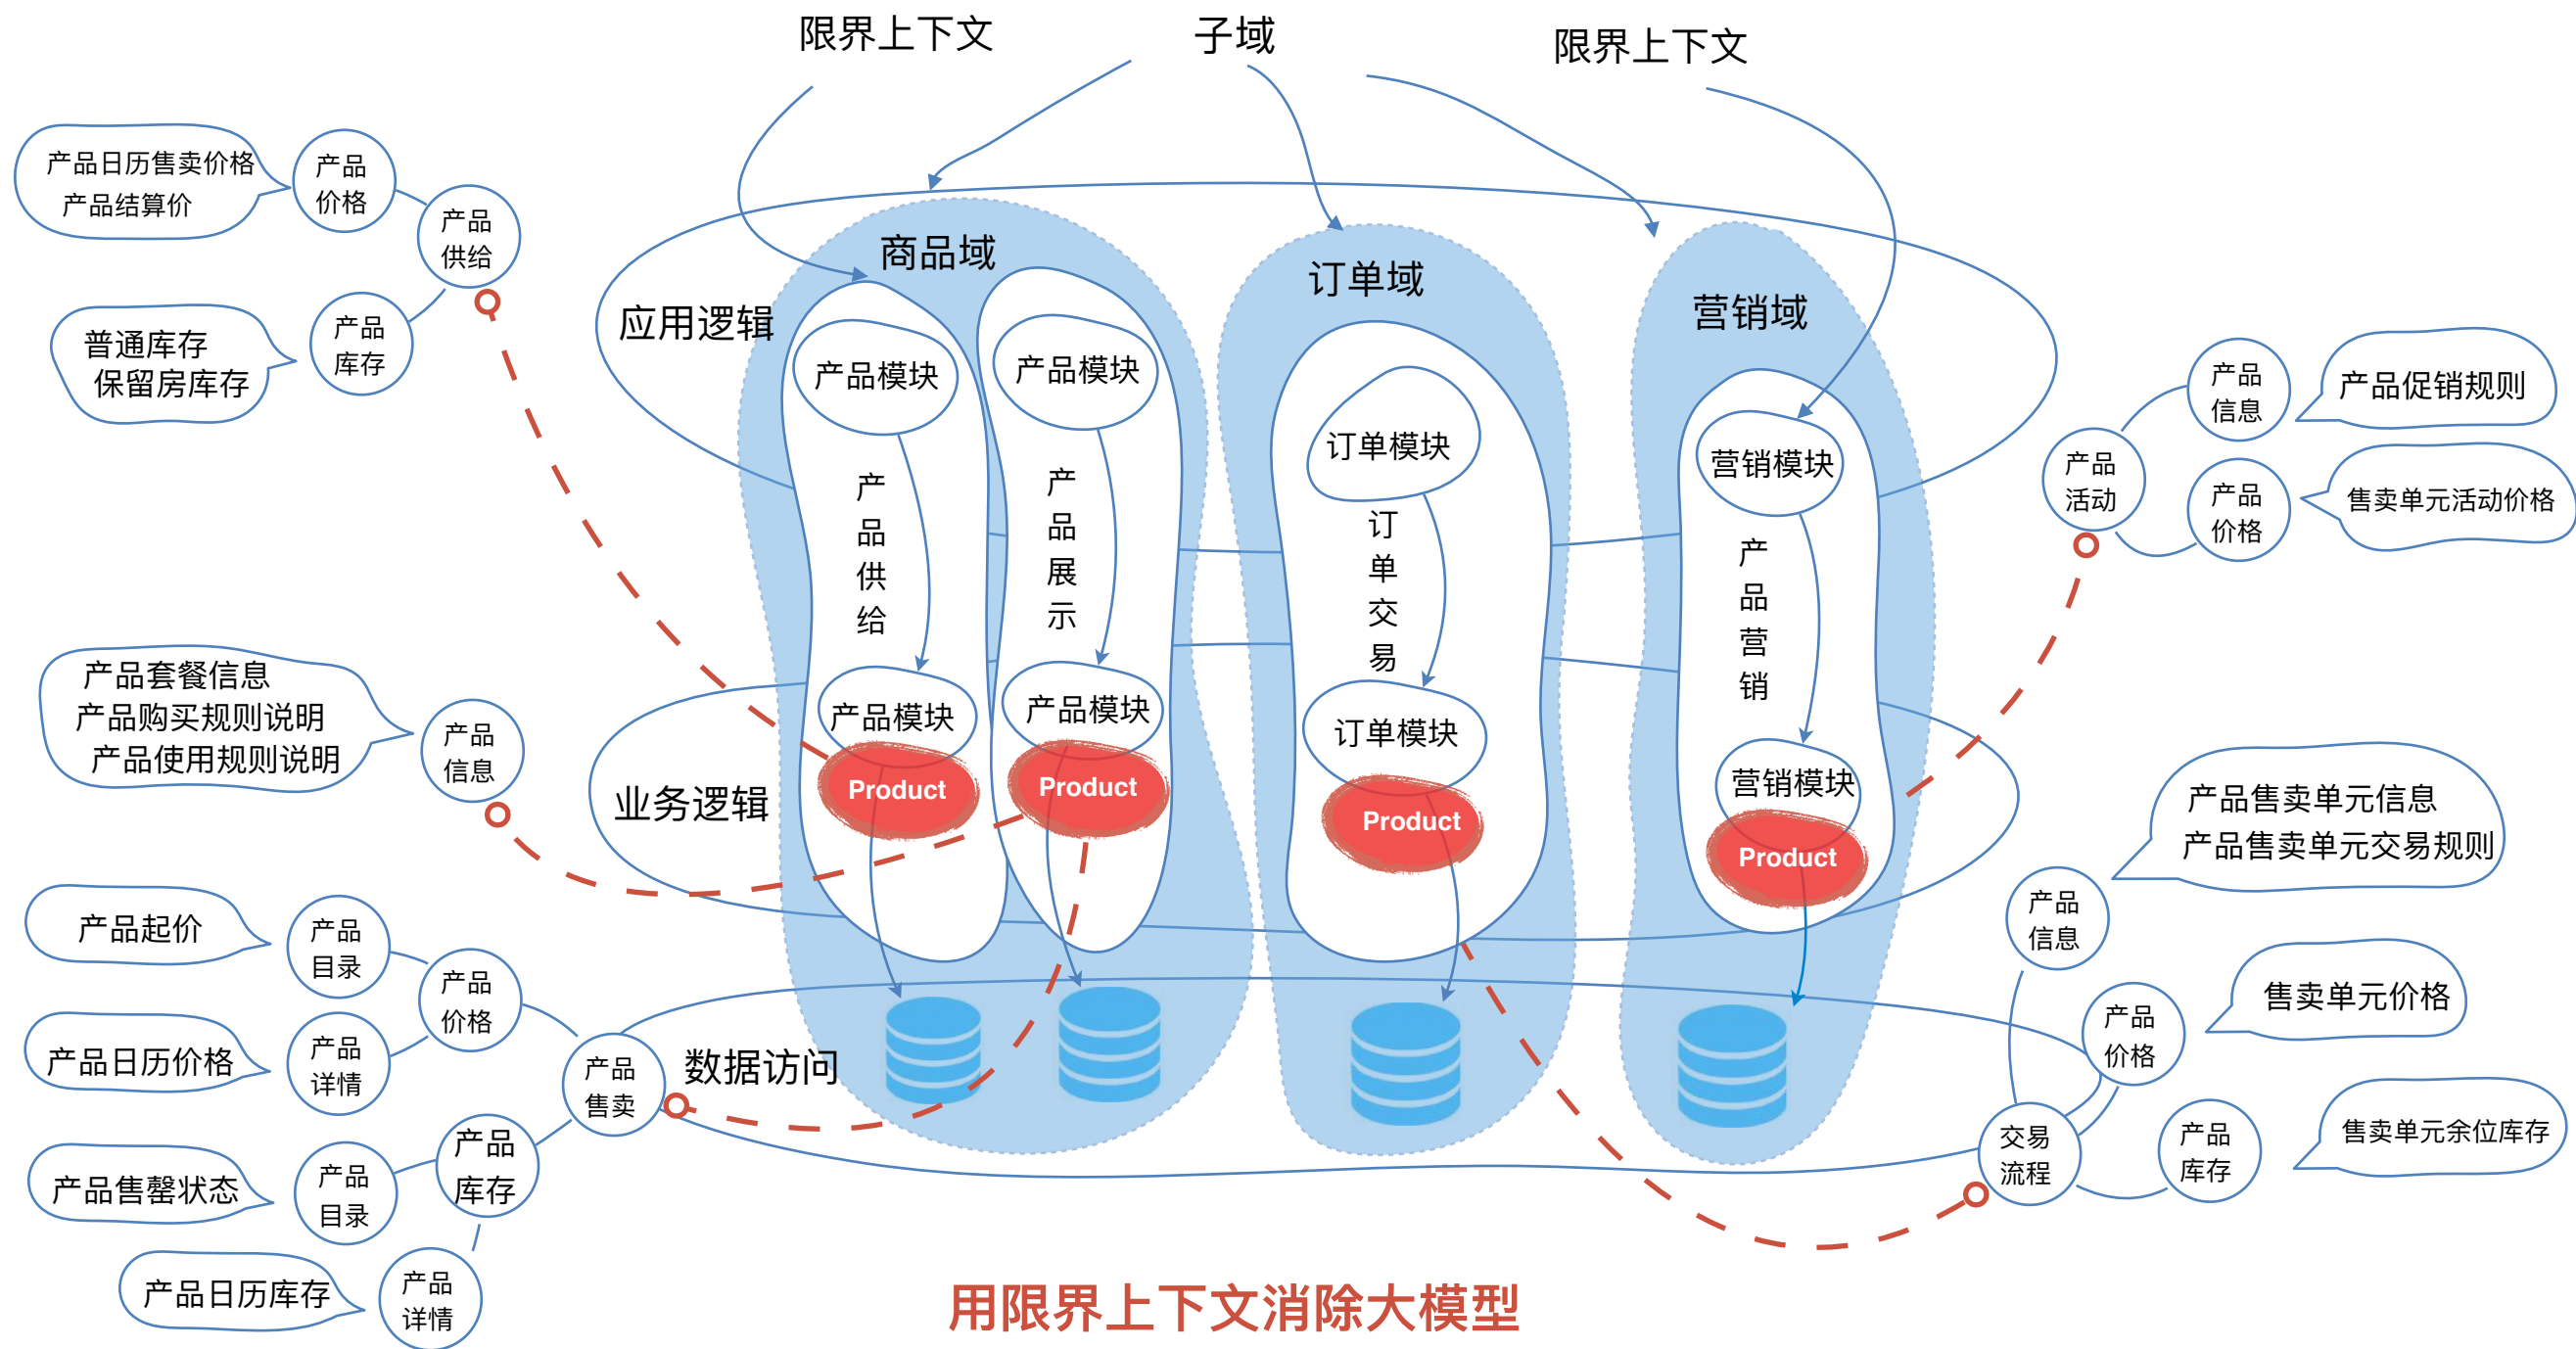 限界上下文
子域
限界上下文
产品日历售卖价格
产品结算价
产品
价格
产品
供给
普通库存
保留房库存
产品
库存
产品套餐信息
产品购买规则说明
产品使用规则说明
产品
信息
产品起价
产品
目录
产品日历价格
产品
详情
产品
价格
产品
售卖
产品售罄状态
产品
目录
产品
库存
产品日历库存
产品
详情
应用逻辑
业务逻辑
数据访问
商品域
产品模块
产品供给
产品模块
Product
产品模块
产品展示
产品模块
Product
订单域
订单模块
订单交易
订单模块
Product
营销域
营销模块
产品营销
营销模块
Product
产品
活动
产品
信息
产品促销规则
产品
价格
售卖单元活动价格
产品售卖单元信息
产品售卖单元交易规则
产品
信息
产品
价格
售卖单元价格
交易
流程
产品
库存
售卖单元余位库存
用限界上下文消除大模型